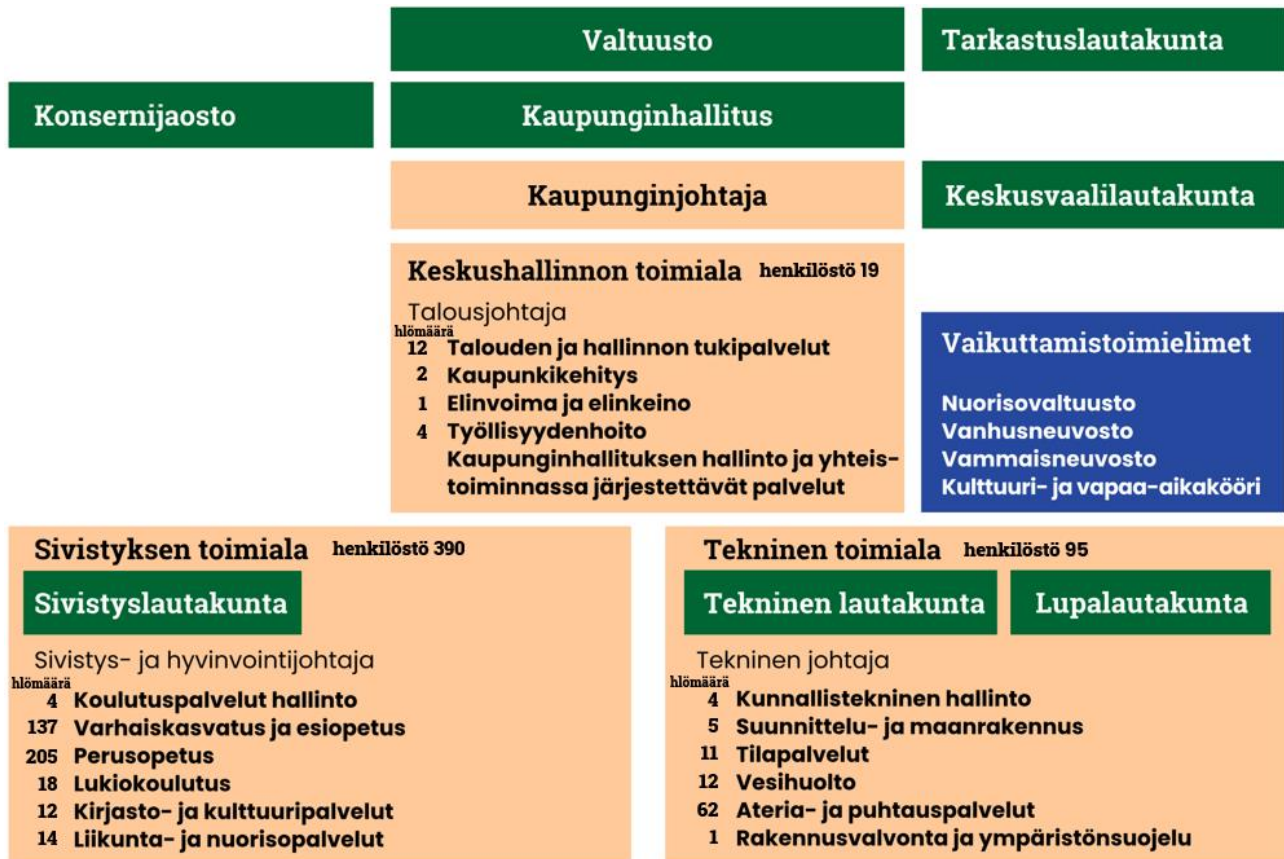 Valtuusto
Tarkastuslautakunta
Konsernijaosto
Kaupunginhallitus
Kaupunginjohtaja
Keskusvaalilautakunta
Keskushallinnon toimiala henkilöstö 19
Talousjohtaja
hlömäärä
12 Talouden ja hallinnon tukipalvelut
2 Kaupunkikehitys
1 Elinvoima ja elinkeino
4 Työllisyydenhoito
Kaupunginhallituksen hallinto ja yhteis-
toiminnassa järjestettävät palvelut
Vaikuttamistoimielimet
Nuorisovaltuusto
Vanhusneuvosto
Vammaisneuvosto
Kulttuuri- ja vapaa-aikakööri
Sivistyksen toimiala henkilöstö 390
Sivistyslautakunta
Sivistys- ja hyvinvointijohtaja
hlömäärä
4 Koulutuspalvelut hallinto
137 Varhaiskasvatus ja esiopetus
205 Perusopetus
18 Lukiokoulutus
12 Kirjasto- ja kulttuuripalvelut
14 Liikunta- ja nuorisopalvelut
Tekninen toimiala henkilöstö 95
Tekninen lautakunta
Lupalautakunta
Tekninen johtaja
hlömäärä
4 Kunnallistekninen hallinto
5 Suunnittelu- ja maanrakennus
11 Tilapalvelut
12 Vesihuolto
62 Ateria- ja puhtauspalvelut
1 Rakennusvalvonta ja ympäristönsuojelu